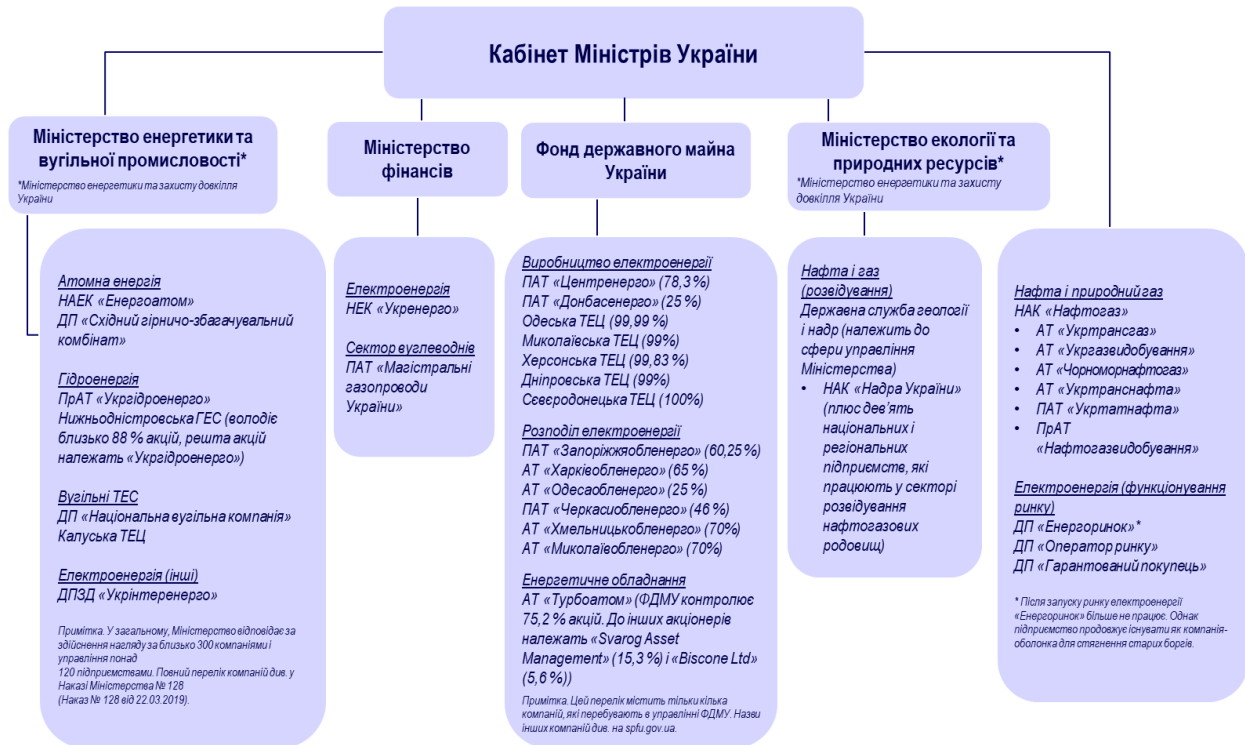 Кабінет Міністрів України
Міністерство енергетики та
вугільної промисловості*
*Міністерство енергетики та захисту довкілля
України
Міністерство
фінансів
Фонд державного майна
України
Міністерство екології та
природних ресурсів*
*Міністерство енергетики та захисту
довкілля України
Атомна енергія
НАЕК «Енергоатом»
ДП «Східний гірничо-збагачувальний
комбінат»
Гідроенергія
ПрАТ «Укргідроенерго»
Нижньодністровська ГЕС (володіє
близько 88 % акцій, решта акцій
належать «Укргідроенерго»)
Вугільні ТЕС
ДП «Національна вугільна компанія»
Калуська ТЕЦ
Електроенергія (інші)
ДПЗД «Укрінтеренерго»
Примітка. У загальному, Міністерство відповідає за
здійснення нагляду за близько 300 компаніями і
управління понад
120 підприємствами. Повний перелік компаній див. у
Наказі Міністерства № 128
(Наказ № 128 від 22.03.2019).
Електроенергія
НЕК «Укренерго»
Сектор вуглеводнів
ПАТ «Магістральні
газопроводи
України»
Виробництво електроенергії
ПАТ «Центренерго» (78,3 %)
ПАТ «Донбасенерго» (25 %)
Одеська ТЕЦ (99,99 %)
Миколаївська ТЕЦ (99%)
Херсонська ТЕЦ (99,83 %)
Дніпровська ТЕЦ (99%)
Сєвєродонецька ТЕЦ (100%)
Розподіл електроенергії
ПАТ «Запоріжжяобленерго» (60,25 %)
АТ «Харківобленерго» (65 %)
АТ «Одесаобленерго» (25 %)
ПАТ «Черкасиобленерго» (46 %)
АТ «Хмельницькобленерго» (70%)
АТ «Миколаївобленерго» (70%)
Енергетичне обладнання
АТ «Турбоатом» (ФДМУ контролює
75,2 % акцій. До інших акціонерів
належать «Svarog Asset
Management» (15,3 %) і «Biscone Ltd»
(5,6 %))
Примітка. Цей перелік містить тільки кілька
компаній, які перебувають в управлінні ФДМУ. Назви
інших компаній див. на spfu.gov.ua.
Нафта і газ
(розвідування)
Державна служба геології
і надр (належить до
сфери управління
Міністерства)
• НАК «Надра України»
(плюс дев’ять
національних і
регіональних
підприємств, які
працюють у секторі
розвідування
нафтогазових
родовищ)
Нафта і природний газ
НАК «Нафтогаз»
• АТ «Укртрансгаз»
• АТ «Укргазвидобування»
• АТ «Чорноморнафтогаз»
• АТ «Укртранснафта»
• ПАТ «Укртатнафта»
• ПрАТ
«Нафтогазвидобування»
Електроенергія (функціонування
ринку)
ДП «Енергоринок»*
ДП «Оператор ринку»
ДП «Гарантований покупець»
* Після запуску ринку електроенергії
«Енергоринок» більше не працює. Однак
підприємство продовжує існувати як компанія-
оболонка для стягнення старих боргів.